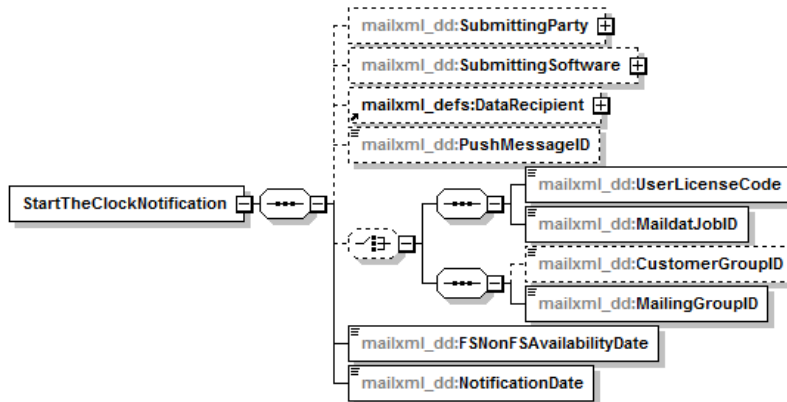 mailxml_dd:SubmittingParty
mailxml_dd:SubmittingSoftware
mailxml_defs:DataRecipient
mailxml_dd:PushMessageID
StartTheClockNotification
mailxml_dd:UserLicenseCode
mailxml_dd:MaildatJobID
mailxml_dd:CustomerGroupID
mailxml_dd:MailingGroupID
mailxml_dd:FSNonFSAvailabilityDate
mailxml_dd:NotificationDate